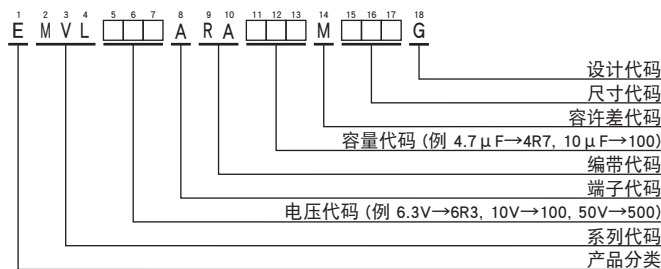 1 2 3 4 5 6 7 8 9 10 11 12 13 14 15 16 17 18
E M V L □□□ A R A □□□ M □□□ G
设计代码
尺寸代码
容许差代码
容量代码 (例 4.7μF→4R7, 10μF→100)
编带代码
端子代码
电压代码 (例 6.3V→6R3, 10V→100, 50V→500)
系列代码
产品分类